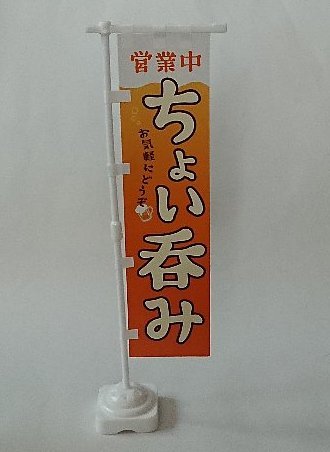 営業中
ちょい呑み
お気軽にどうぞ